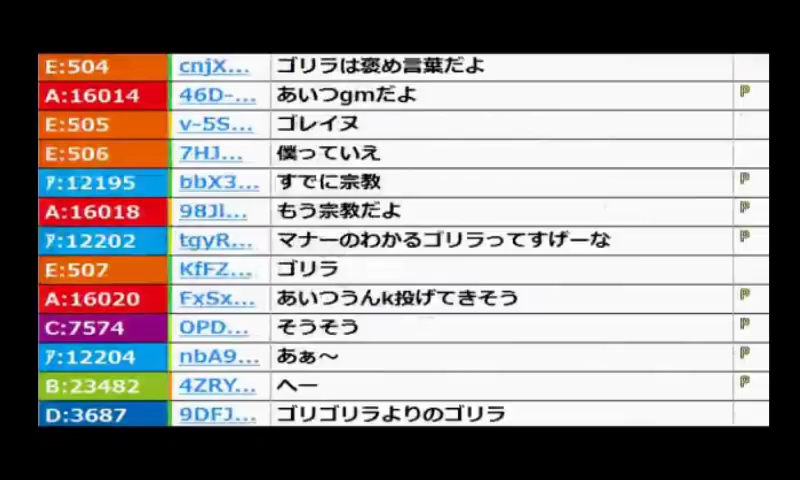 E:504 cnjX... ゴリラは褒め言葉だよ
A:16014 46D-... あいつgmだよ P
E:505 v-5S... ゴレイヌ
E:506 7HJ... 僕っていえ
ｱ:12195 bbX3... すでに宗教 P
A:16018 98Jl... もう宗教だよ P
ｱ:12202 tgyR... マナーのわかるゴリラってすげーな P
E:507 KfFZ... ゴリラ
A:16020 FxSx... あいつうんk投げてきそう P
C:7574 OPD... そうそう P
ｱ:12204 nbA9... あぁ～ P
B:23482 4ZRY... へー P
D:3687 9DFJ... ゴリゴリラよりのゴリラ